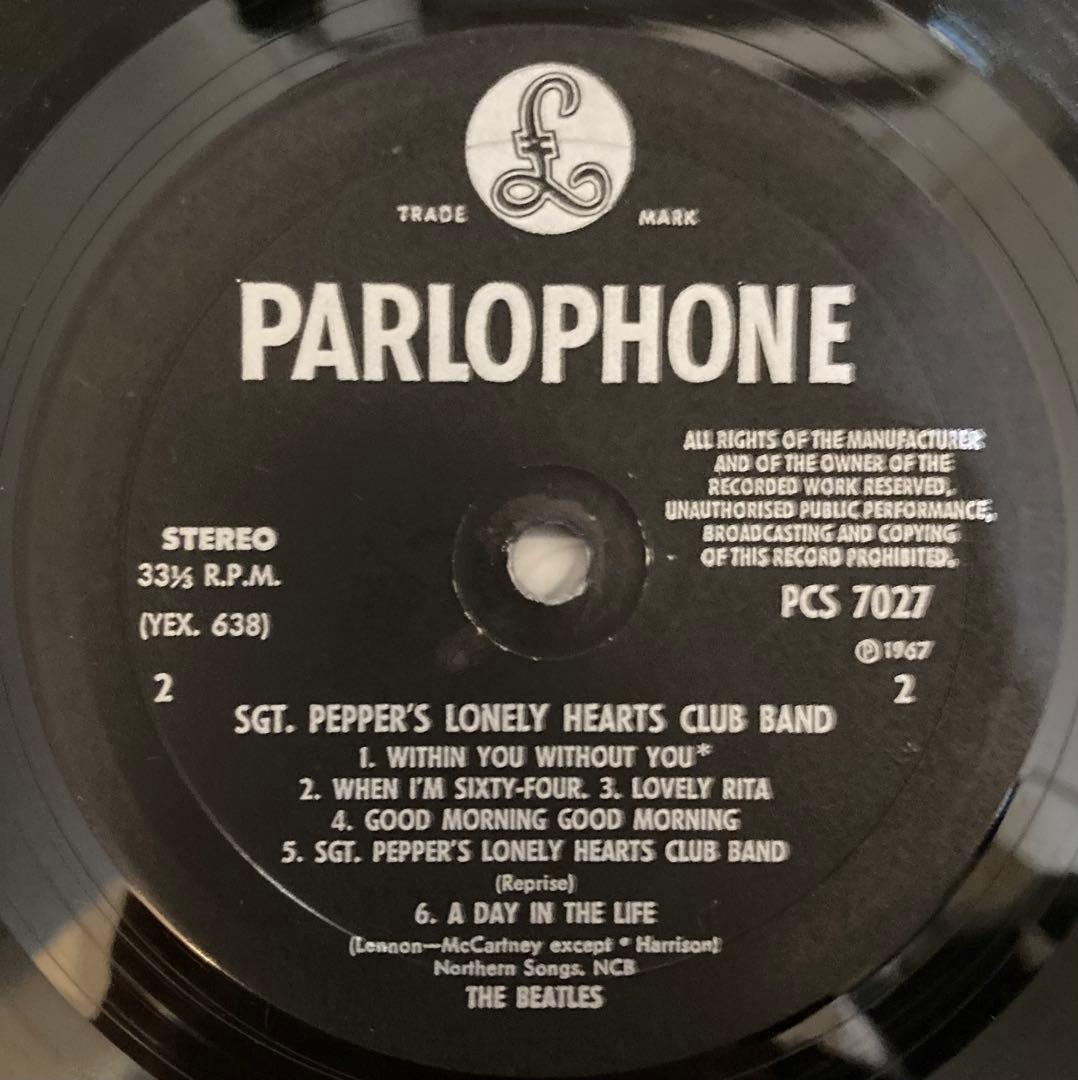 £
TRADE MARK
PARLOPHONE
ALL RIGHTS OF THE MANUFACTURER
AND OF THE OWNER OF THE
RECORDED WORK RESERVED,
UNAUTHORISED PUBLIC PERFORMANCE,
BROADCASTING AND COPYING
OF THIS RECORD PROHIBITED.
STEREO
33⅓ R.P.M.
(YEX. 638)
2
PCS 7027
℗ 1967
2
SGT. PEPPER'S LONELY HEARTS CLUB BAND
1. WITHIN YOU WITHOUT YOU*
2. WHEN I'M SIXTY-FOUR. 3. LOVELY RITA
4. GOOD MORNING GOOD MORNING
5. SGT. PEPPER'S LONELY HEARTS CLUB BAND
(Reprise)
6. A DAY IN THE LIFE
(Lennon—McCartney except * Harrison)
Northern Songs, NCB
THE BEATLES